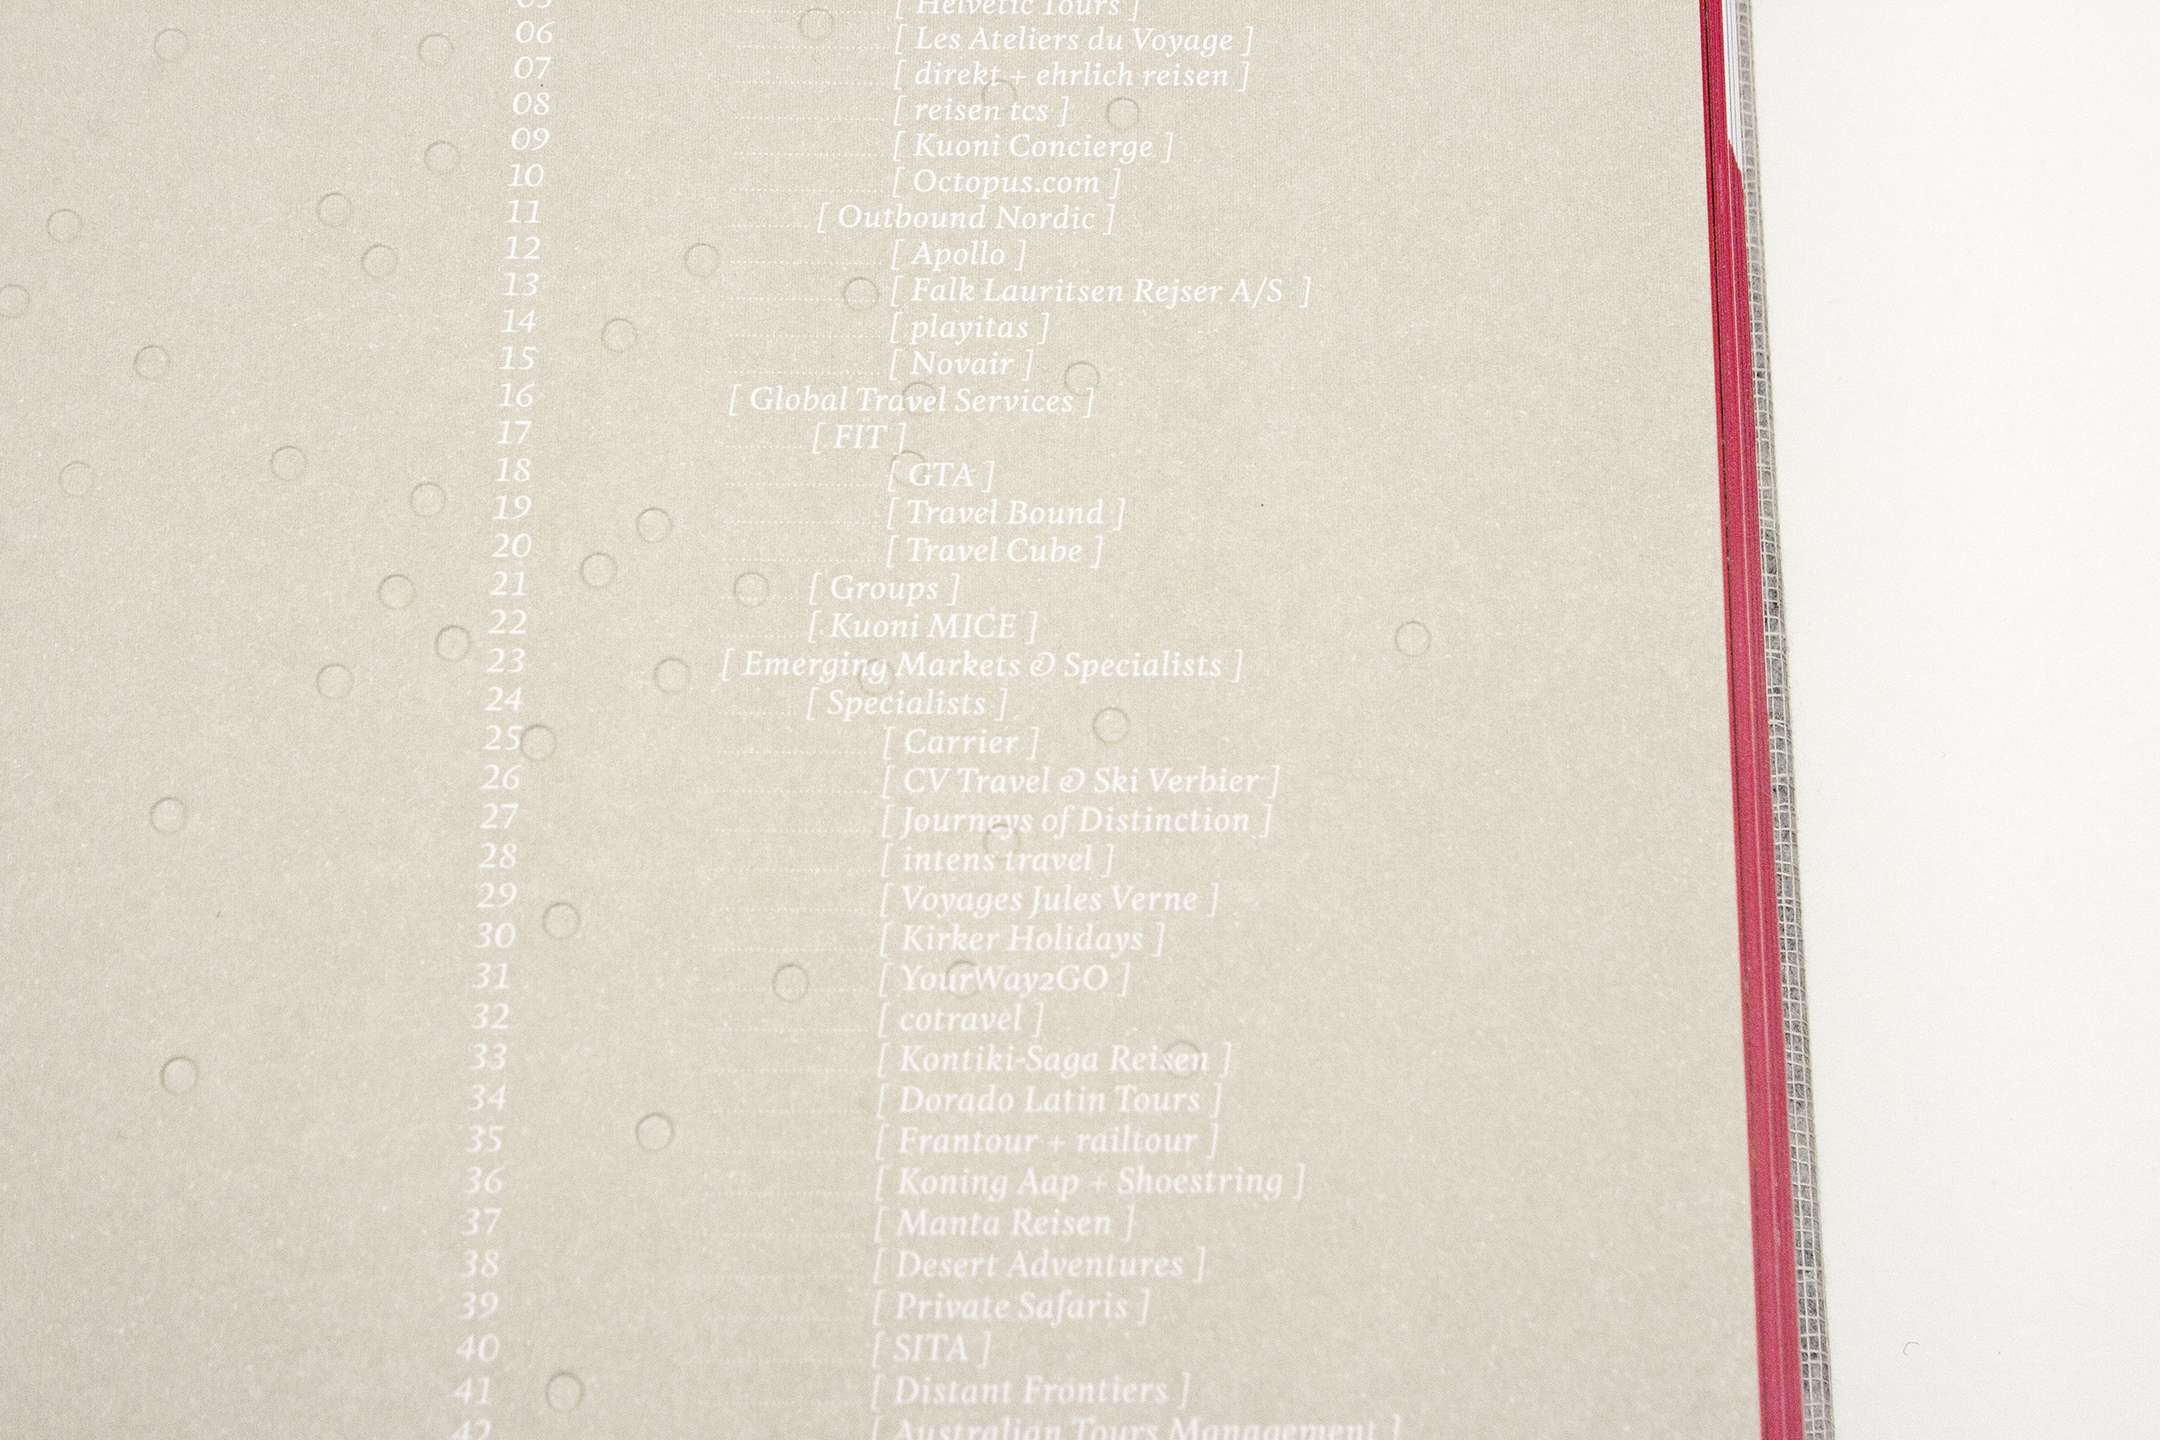 05 [ Helvetic Tours ]
06 [ Les Ateliers du Voyage ]
07 [ direkt + ehrlich reisen ]
08 [ reisen tcs ]
09 [ Kuoni Concierge ]
10 [ Octopus.com ]
11 [ Outbound Nordic ]
12 [ Apollo ]
13 [ Falk Lauritsen Rejser A/S ]
14 [ playitas ]
15 [ Novair ]
16 [ Global Travel Services ]
17 [ FIT ]
18 [ GTA ]
19 [ Travel Bound ]
20 [ Travel Cube ]
21 [ Groups ]
22 [ Kuoni MICE ]
23 [ Emerging Markets & Specialists ]
24 [ Specialists ]
25 [ Carrier ]
26 [ CV Travel & Ski Verbier ]
27 [ Journeys of Distinction ]
28 [ intens travel ]
29 [ Voyages Jules Verne ]
30 [ Kirker Holidays ]
31 [ YourWay2GO ]
32 [ cotravel ]
33 [ Kontiki-Saga Reisen ]
34 [ Dorado Latin Tours ]
35 [ Frantour + railtour ]
36 [ Koning Aap + Shoestring ]
37 [ Manta Reisen ]
38 [ Desert Adventures ]
39 [ Private Safaris ]
40 [ SITA ]
41 [ Distant Frontiers ]
42 [ Australian Tours Management ]